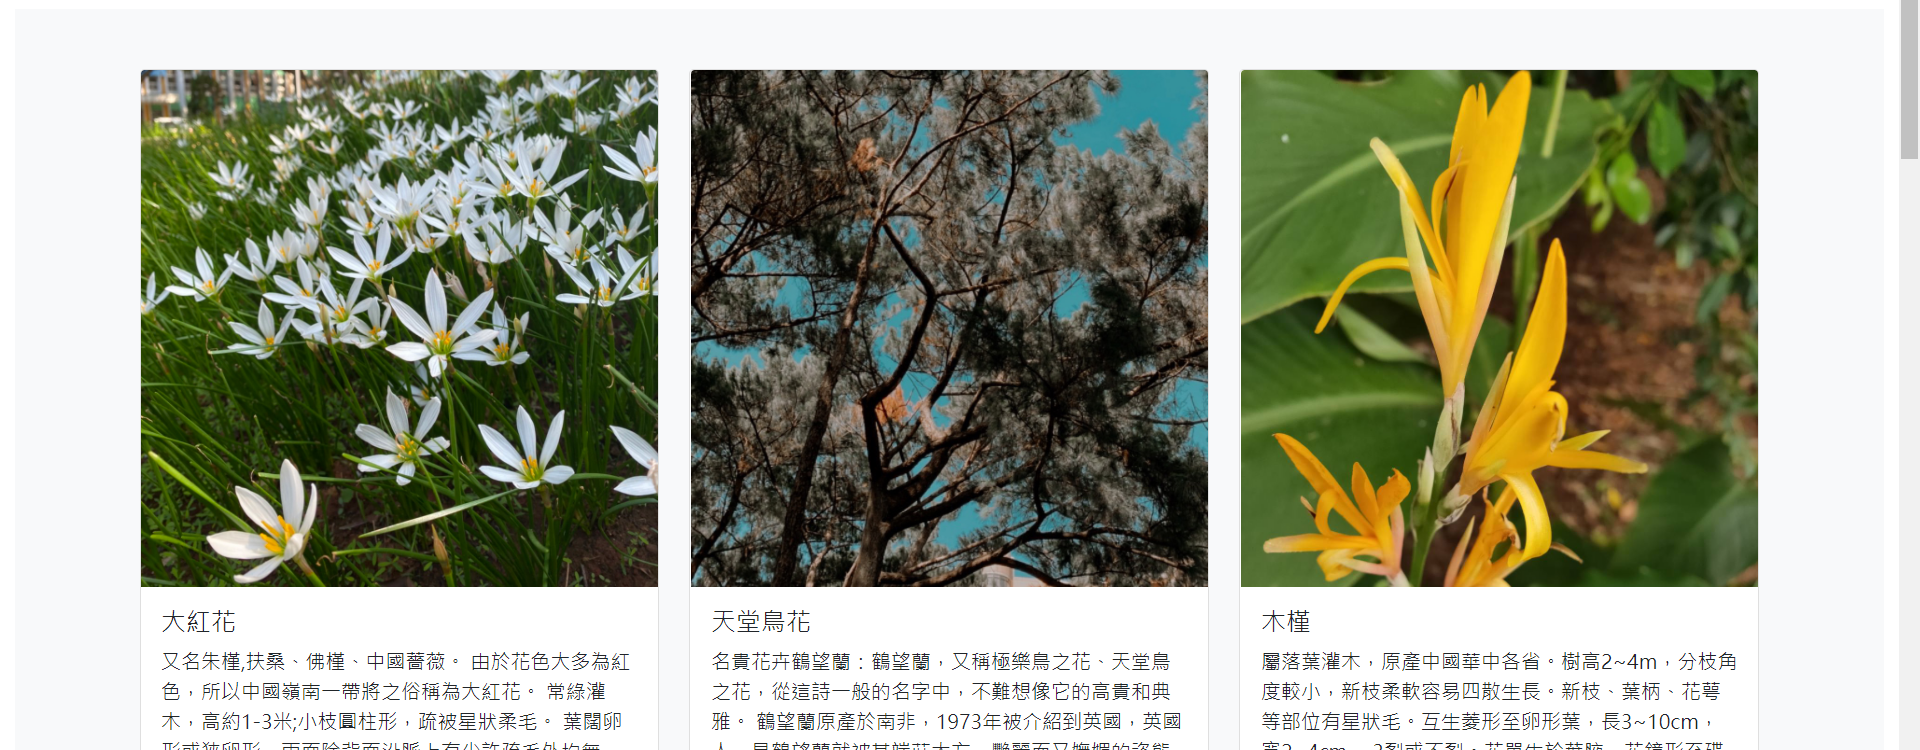 大紅花
又名朱槿,扶桑、佛槿、中國薔薇。 由於花色大多為紅
色，所以中國嶺南一帶將之俗稱為大紅花。 常綠灌
木，高約1-3米;小枝圓柱形，疏被星狀柔毛。 葉闊卵
天堂鳥花
名貴花卉鶴望蘭：鶴望蘭，又稱極樂鳥之花、天堂鳥
之花，從這詩一般的名字中，不難想像它的高貴和典
雅。 鶴望蘭原產於南非，1973年被介紹到英國，英國
木槿
屬落葉灌木，原產中國華中各省。樹高2~4m，分枝角
度較小，新枝柔軟容易四散生長。新枝、葉柄、花萼
等部位有星狀毛。互生菱形至卵形葉，長3~10cm，